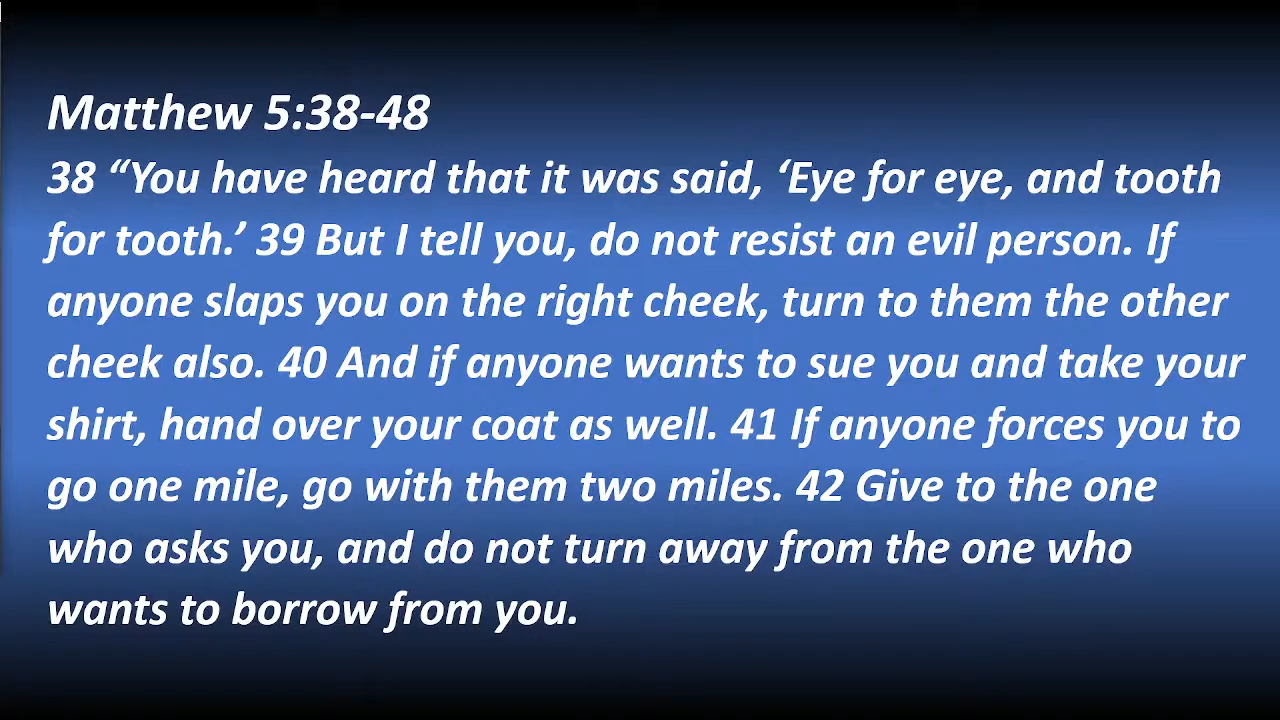 Matthew 5:38-48
38 “You have heard that it was said, ‘Eye for eye, and tooth
for tooth.’ 39 But I tell you, do not resist an evil person. If
anyone slaps you on the right cheek, turn to them the other
cheek also. 40 And if anyone wants to sue you and take your
shirt, hand over your coat as well. 41 If anyone forces you to
go one mile, go with them two miles. 42 Give to the one
who asks you, and do not turn away from the one who
wants to borrow from you.